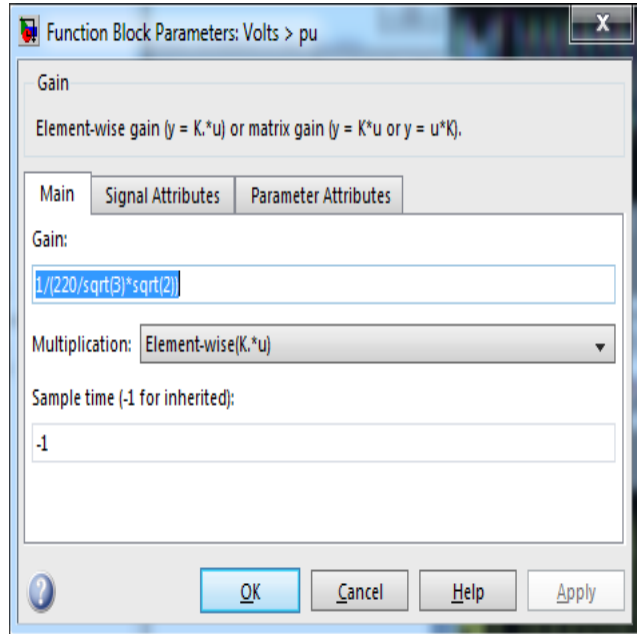 Function Block Parameters: Volts > pu
X
Gain
Element-wise gain (y = K.*u) or matrix gain (y = K*u or y = u*K).
Main Signal Attributes Parameter Attributes
Gain:
1/(220/sqrt(3)*sqrt(2))
Multiplication: Element-wise(K.*u)
Sample time (-1 for inherited):
-1
? OK Cancel Help Apply